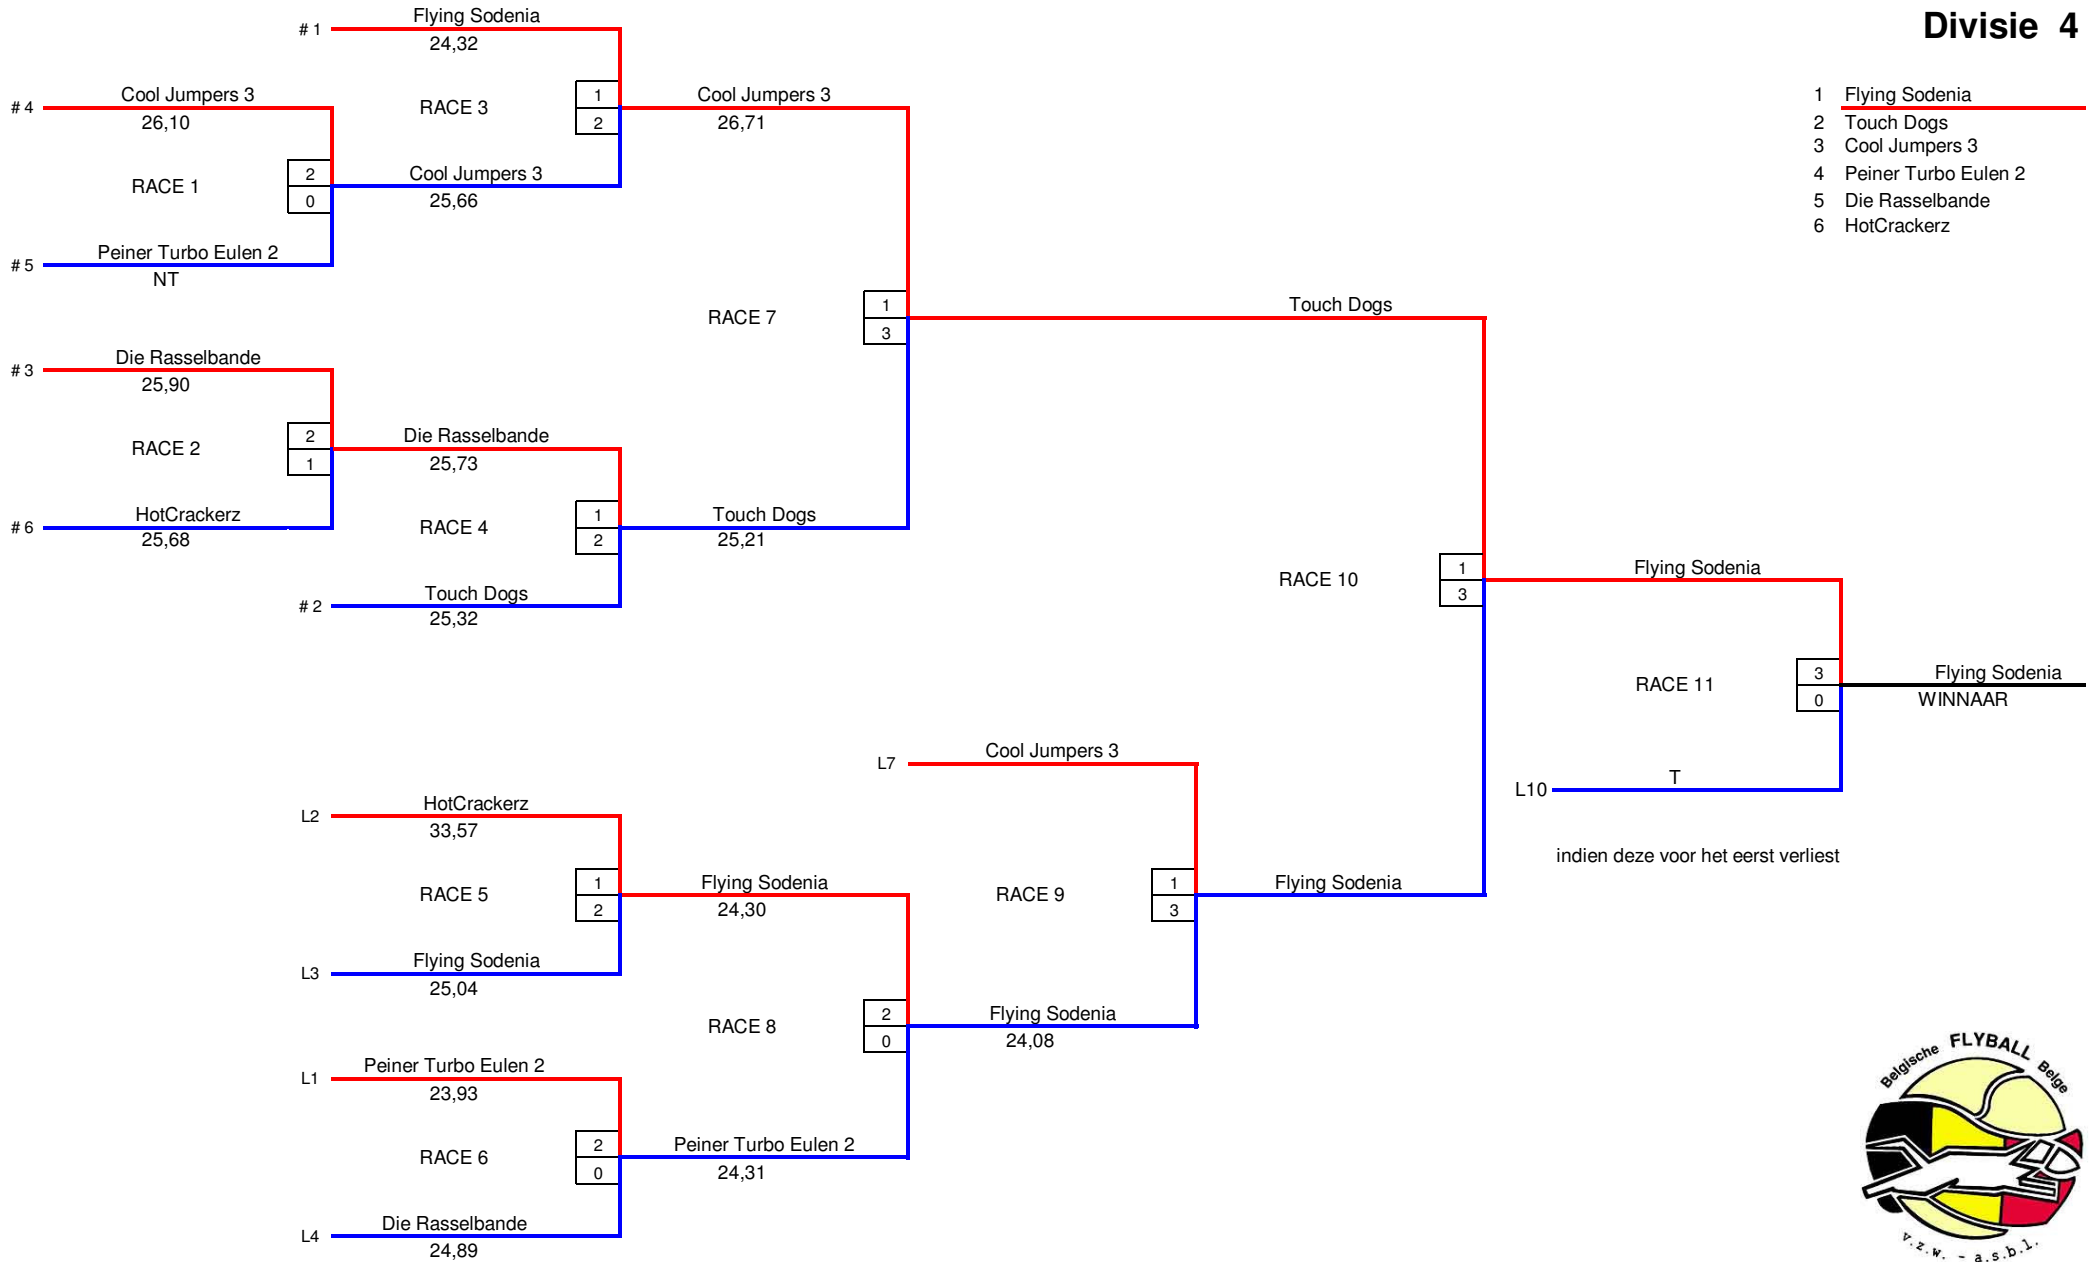 Divisie 4
1 Flying Sodenia
2 Touch Dogs
3 Cool Jumpers 3
4 Peiner Turbo Eulen 2
5 Die Rasselbande
6 HotCrackerz
# 1 Flying Sodenia
24,32
# 4 Cool Jumpers 3
26,10
RACE 1
2
0
# 5 Peiner Turbo Eulen 2
NT
RACE 3
1
2
Cool Jumpers 3
25,66
Cool Jumpers 3
26,71
# 3 Die Rasselbande
25,90
RACE 2
2
1
# 6 HotCrackerz
25,68
Die Rasselbande
25,73
RACE 4
1
2
# 2 Touch Dogs
25,32
Touch Dogs
25,21
RACE 7
1
3
Touch Dogs
RACE 10
1
3
Flying Sodenia
RACE 11
3
0
Flying Sodenia
WINNAAR
L10 T
indien deze voor het eerst verliest
L7 Cool Jumpers 3
RACE 9
1
3
Flying Sodenia
L2 HotCrackerz
33,57
RACE 5
1
2
L3 Flying Sodenia
25,04
Flying Sodenia
24,30
RACE 8
2
0
Flying Sodenia
24,08
L1 Peiner Turbo Eulen 2
23,93
RACE 6
2
0
L4 Die Rasselbande
24,89
Peiner Turbo Eulen 2
24,31
Belgische FLYBALL Belge
v.z.w. - a.s.b.l.